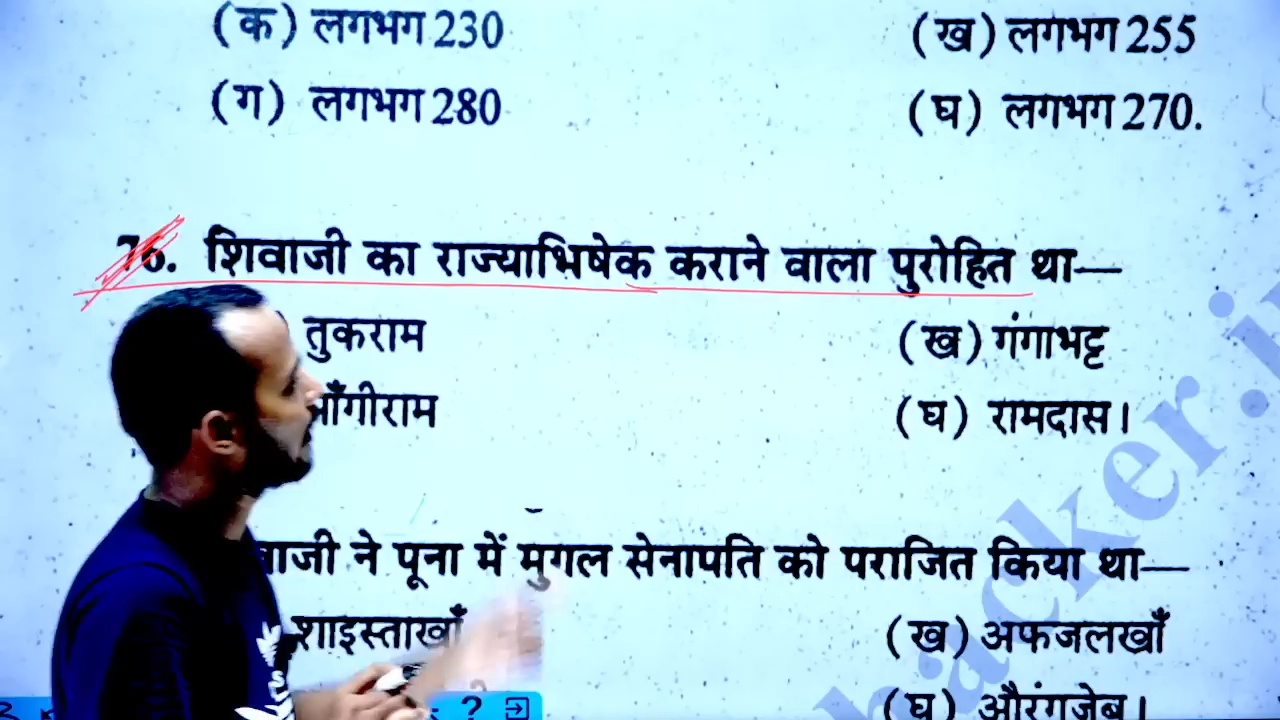 (क) लगभग 230 (ख) लगभग 255
(ग) लगभग 280 (घ) लगभग 270.
76. शिवाजी का राज्याभिषेक कराने वाला पुरोहित था—
तुकराम (ख) गंगाभट्ट
(घ) रामदास।
ने पूना में मुगल सेनापति को पराजित किया था—
शाइस्ताखाँ (ख) अफजलखाँ
(घ) औरंगजेब।